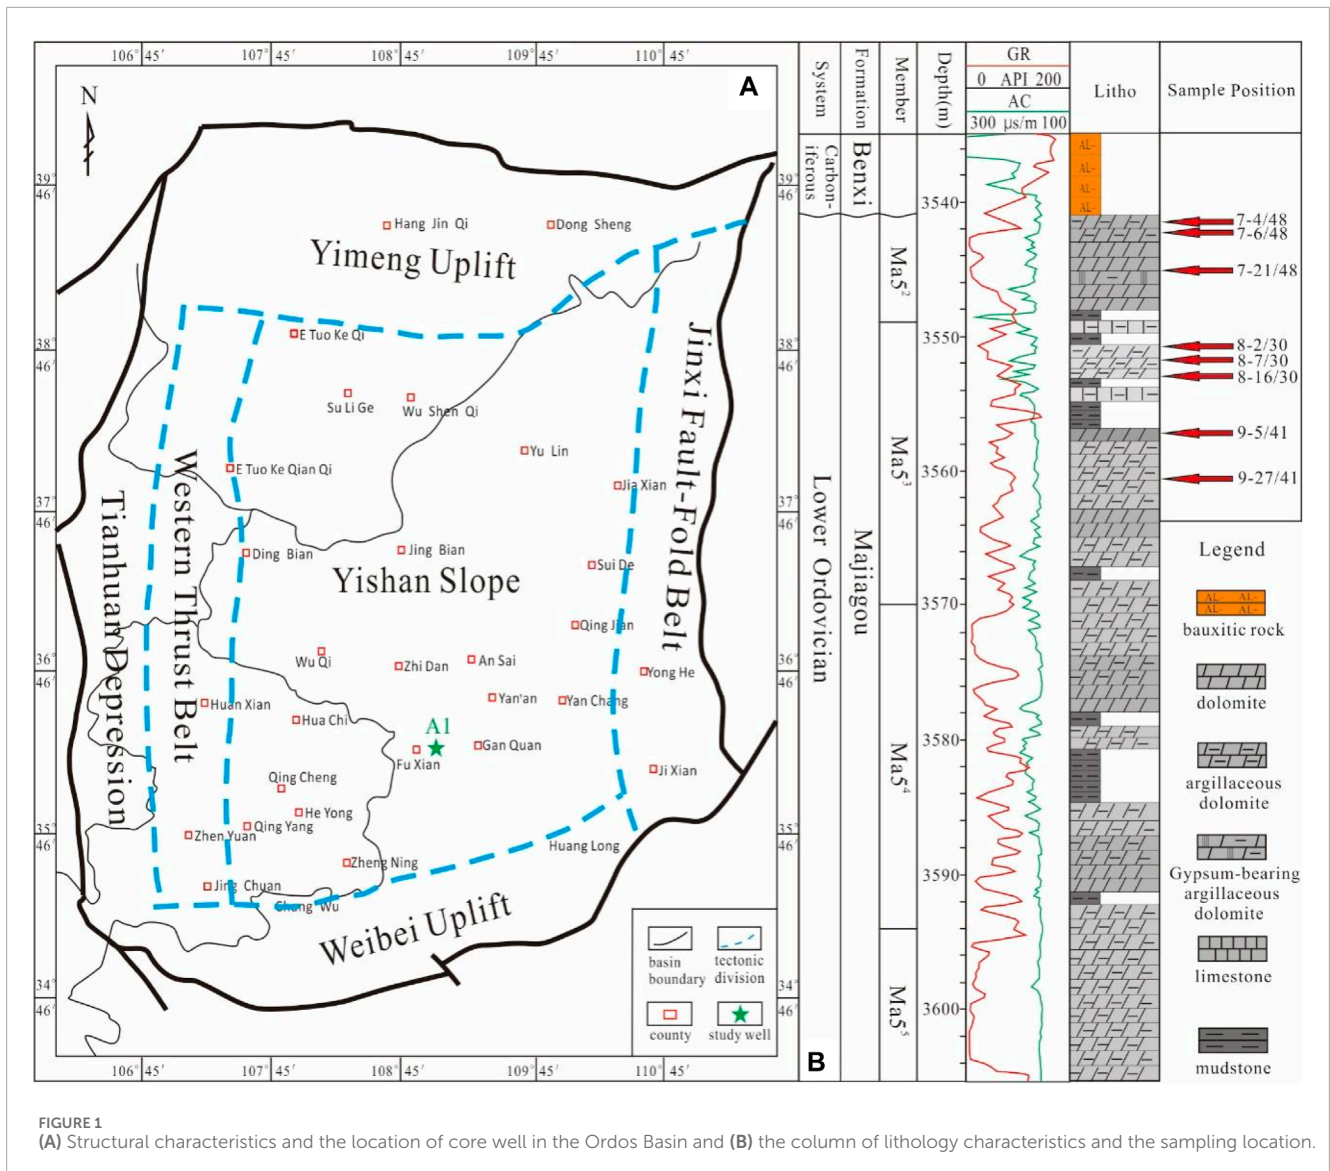 106° 45′
107° 45′
108° 45′
109° 45′
110° 45′
A
N
39°
46′
39°
46′
Hang Jin Qi
Dong Sheng
Yimeng Uplift
E Tuo Ke Qi
38°
46′
38°
46′
Su Li Ge
Wu Shen Qi
Jinxi Fault-Fold Belt
Yu Lin
E Tuo Ke Qian Qi
Jia Xian
37°
46′
37°
46′
Tianhuan Depression
Western Thrust Belt
Ding Bian
Jing Bian
Sui De
Yishan Slope
Qing Jian
Wu Qi
Zhi Dan
An Sai
Yong He
36°
46′
36°
46′
Huan Xian
Hua Chi
Yan'an
Yan Chang
A1
Fu Xian
Gan Quan
Ji Xian
Qing Cheng
He Yong
Qing Yang
Zhen Yuan
35°
46′
35°
46′
Huang Long
Zheng Ning
Jing Chuan
Chang Wu
Weibei Uplift
34°
46′
34°
46′
basin
boundary
tectonic
division
county
study well
106° 45′
107° 45′
108° 45′
109° 45′
110° 45′
B
System
Formation
Member
Depth(m)
GR
0 API 200
AC
300 μs/m 100
Litho
Sample Position
Carbon-
iferous
Benxi
Lower Ordovician
Majiagou
Ma5²
Ma5³
Ma5⁴
Ma5⁵
3540
3550
3560
3570
3580
3590
3600
AL-
AL-
AL-
AL-
7-4/48
7-6/48
7-21/48
8-2/30
8-7/30
8-16/30
9-5/41
9-27/41
Legend
AL- AL-
AL- AL-
bauxitic rock
dolomite
argillaceous
dolomite
Gypsum-bearing
argillaceous
dolomite
limestone
mudstone
FIGURE 1
(A) Structural characteristics and the location of core well in the Ordos Basin and (B) the column of lithology characteristics and the sampling location.